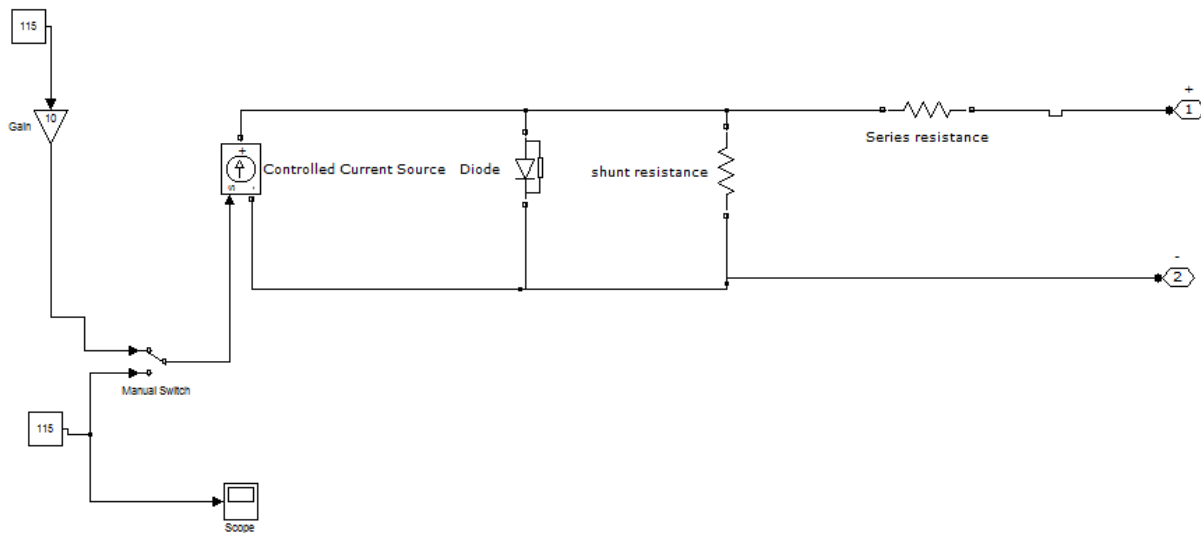 115
10
Gain
+
1
Series resistance
+
Controlled Current Source
Diode
shunt resistance
s
-
-
2
Manual Switch
115
Scope